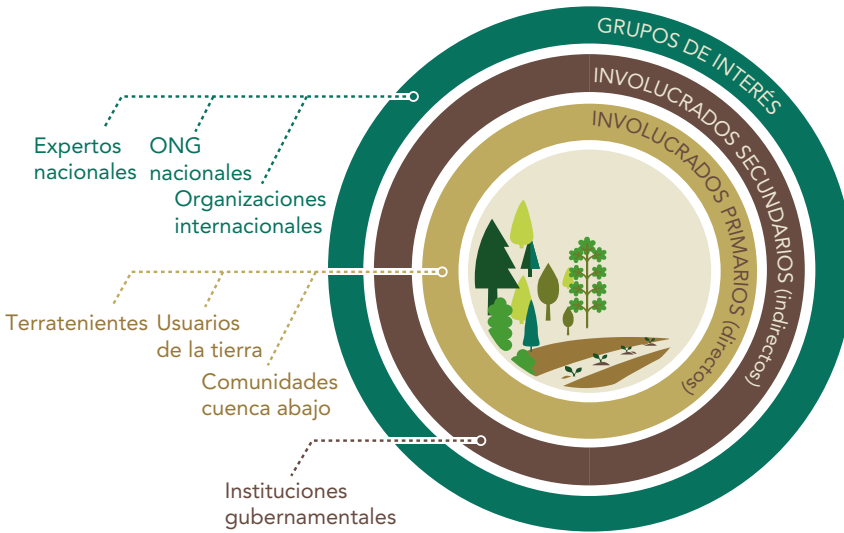 GRUPOS DE INTERÉS
INVOLUCRADOS SECUNDARIOS (indirectos)
INVOLUCRADOS PRIMARIOS (directos)
Expertos
nacionales
ONG
nacionales
Organizaciones
internacionales
Terratenientes
Usuarios
de la tierra
Comunidades
cuenca abajo
Instituciones
gubernamentales